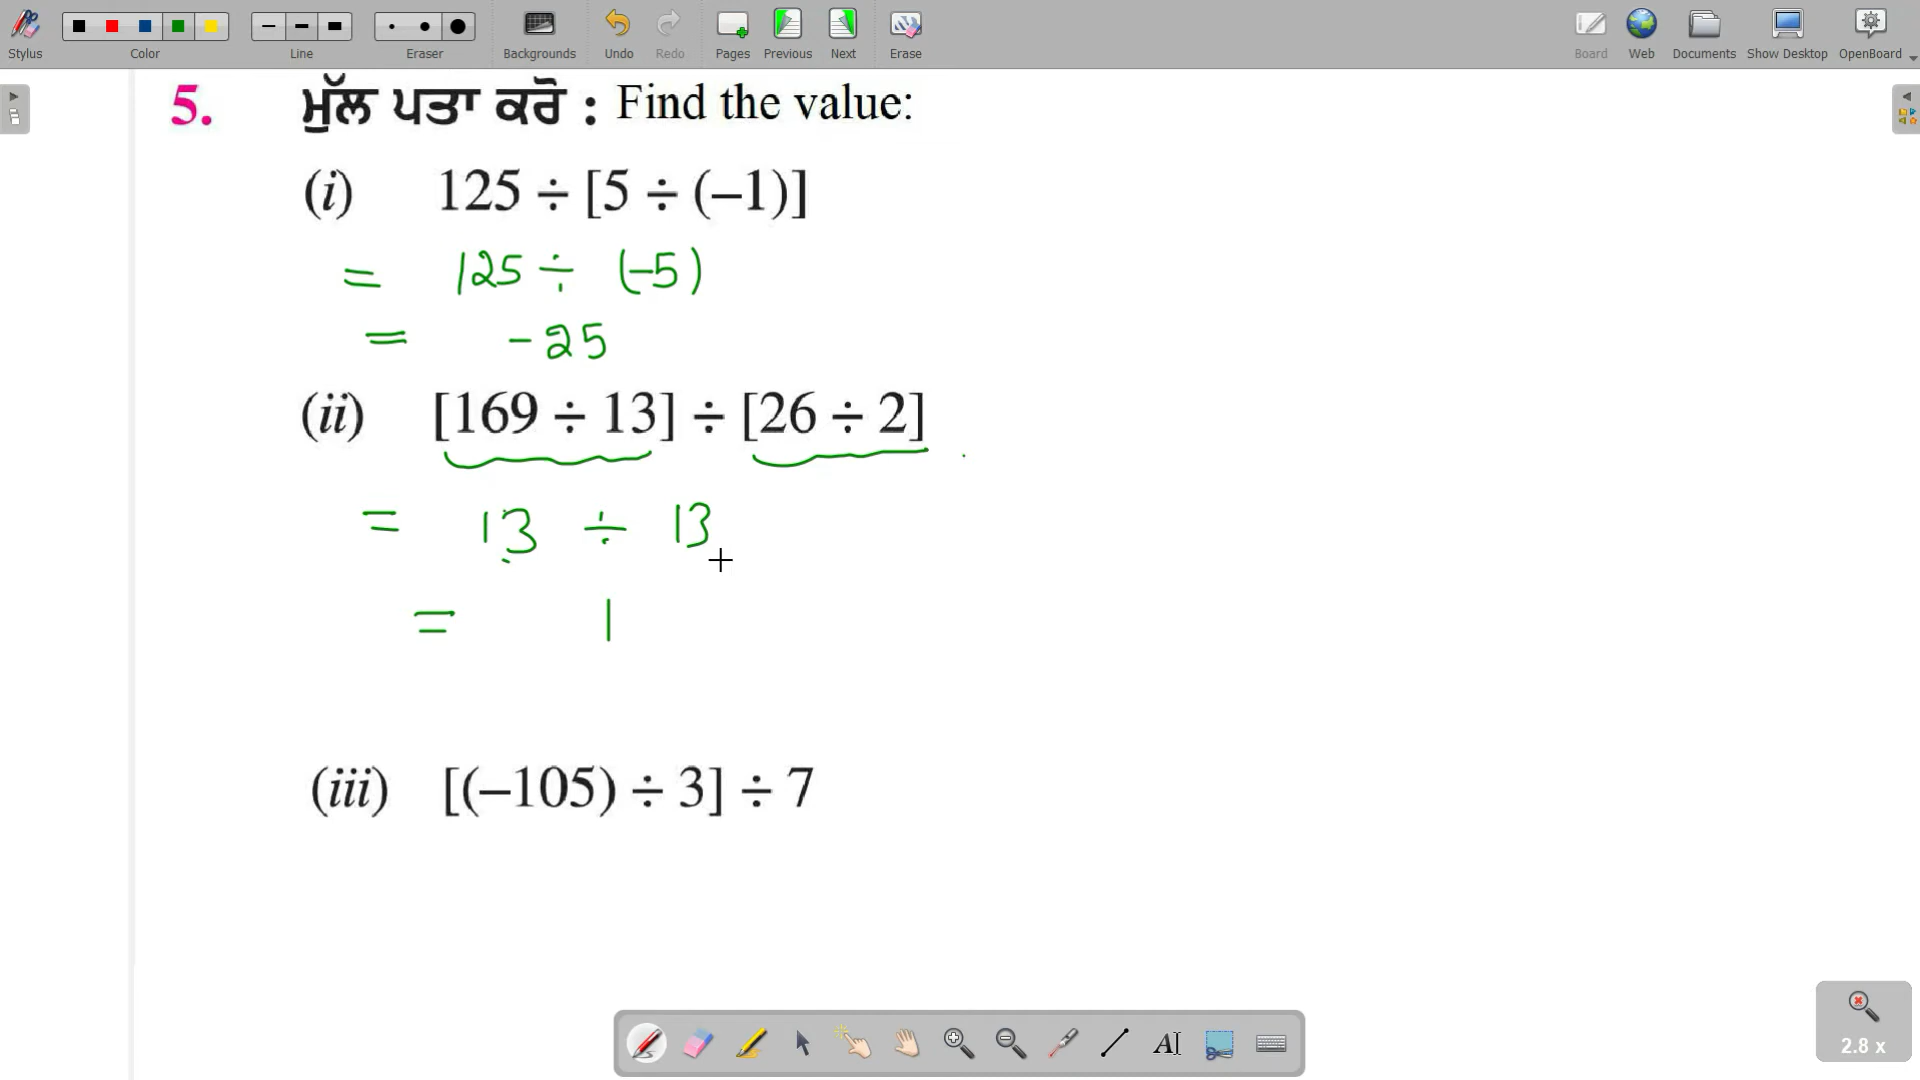 Stylus Color Line Eraser Backgrounds Undo Redo Pages Previous Next Erase Board Web Documents Show Desktop OpenBoard
5. ਮੁੱਲ ਪਤਾ ਕਰੋ : Find the value:
(i) 125 ÷ [5 ÷ (–1)]
= 125 ÷ (-5)
= -25
(ii) [169 ÷ 13] ÷ [26 ÷ 2]
= 13 ÷ 13
= 1
(iii) [(–105) ÷ 3] ÷ 7
2.8 x